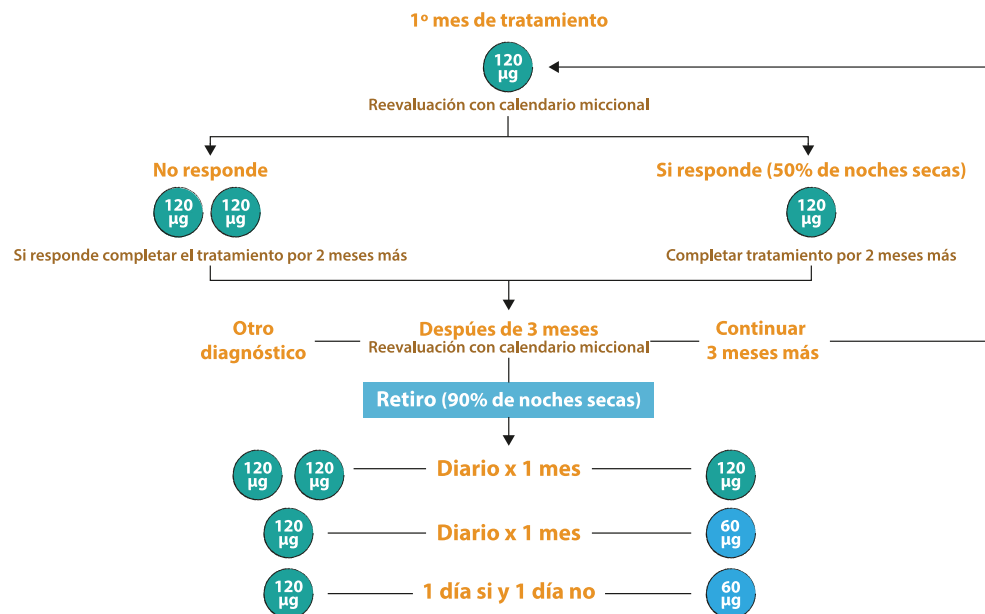 1º mes de tratamiento
120
µg
Reevaluación con calendario miccional
No responde
120
µg
120
µg
Si responde completar el tratamiento por 2 meses más
Si responde (50% de noches secas)
120
µg
Completar tratamiento por 2 meses más
Otro
diagnóstico
Despúes de 3 meses
Reevaluación con calendario miccional
Continuar
3 meses más
Retiro (90% de noches secas)
120
µg
120
µg
Diario x 1 mes
120
µg
120
µg
Diario x 1 mes
60
µg
120
µg
1 día si y 1 día no
60
µg